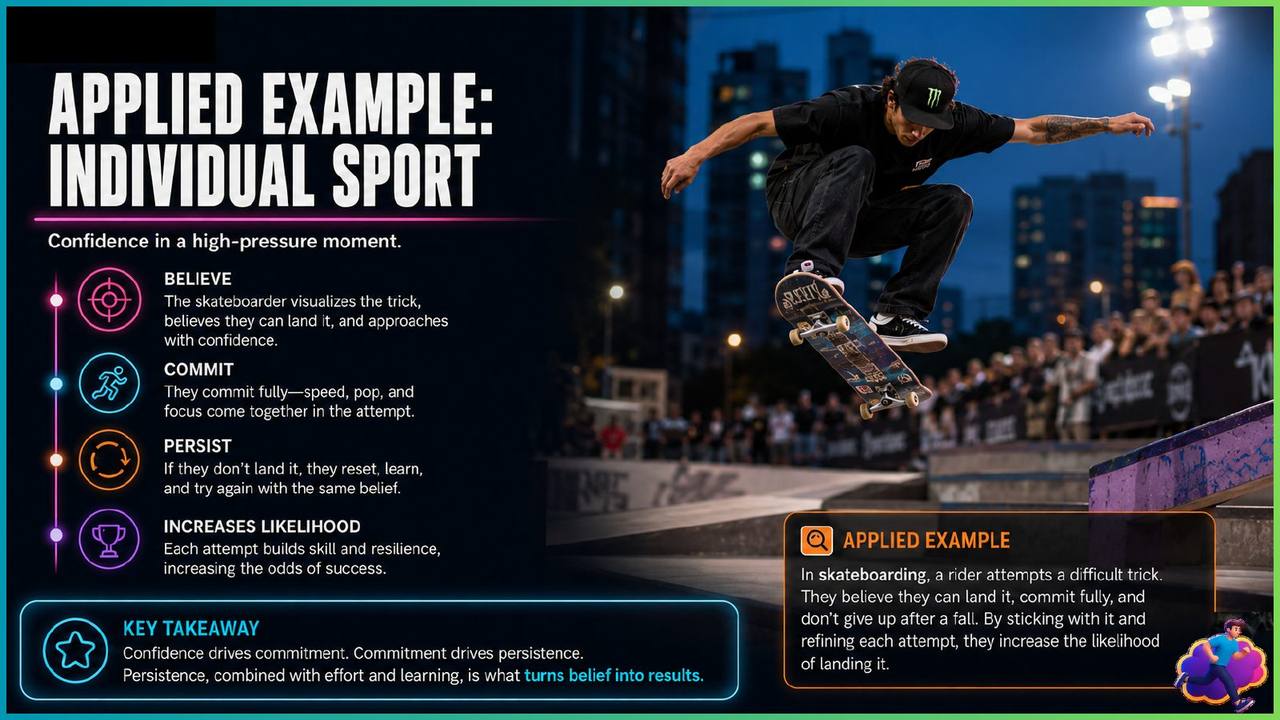 APPLIED EXAMPLE:
INDIVIDUAL SPORT
Confidence in a high-pressure moment.
BELIEVE
The skateboarder visualizes the trick,
believes they can land it, and approaches
with confidence.
COMMIT
They commit fully—speed, pop, and
focus come together in the attempt.
PERSIST
If they don't land it, they reset, learn,
and try again with the same belief.
INCREASES LIKELIHOOD
Each attempt builds skill and resilience,
increasing the odds of success.
KEY TAKEAWAY
Confidence drives commitment. Commitment drives persistence.
Persistence, combined with effort and learning, is what turns belief into results.
APPLIED EXAMPLE
In skateboarding, a rider attempts a difficult trick.
They believe they can land it, commit fully, and
don't give up after a fall. By sticking with it and
refining each attempt, they increase the likelihood
of landing it.